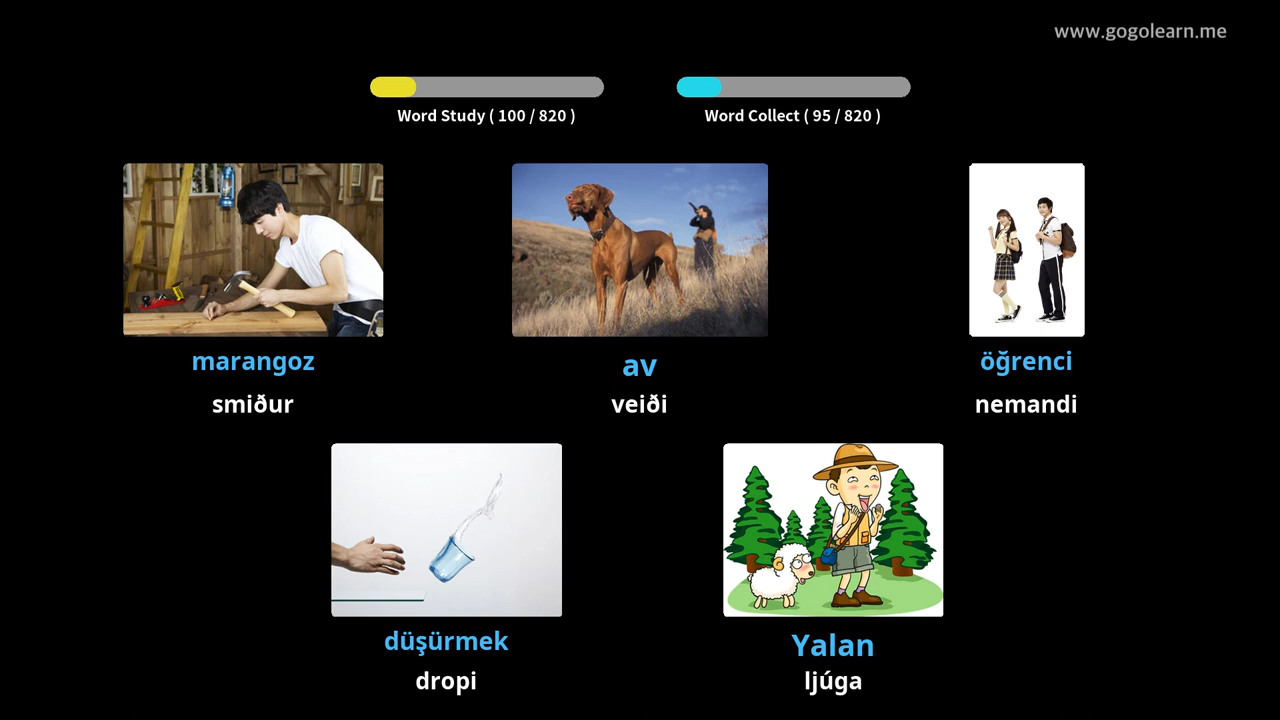 www.gogolearn.me
Word Study ( 100 / 820 )
Word Collect ( 95 / 820 )
marangoz
smiður
av
veiði
öğrenci
nemandi
düşürmek
dropi
Yalan
ljúga